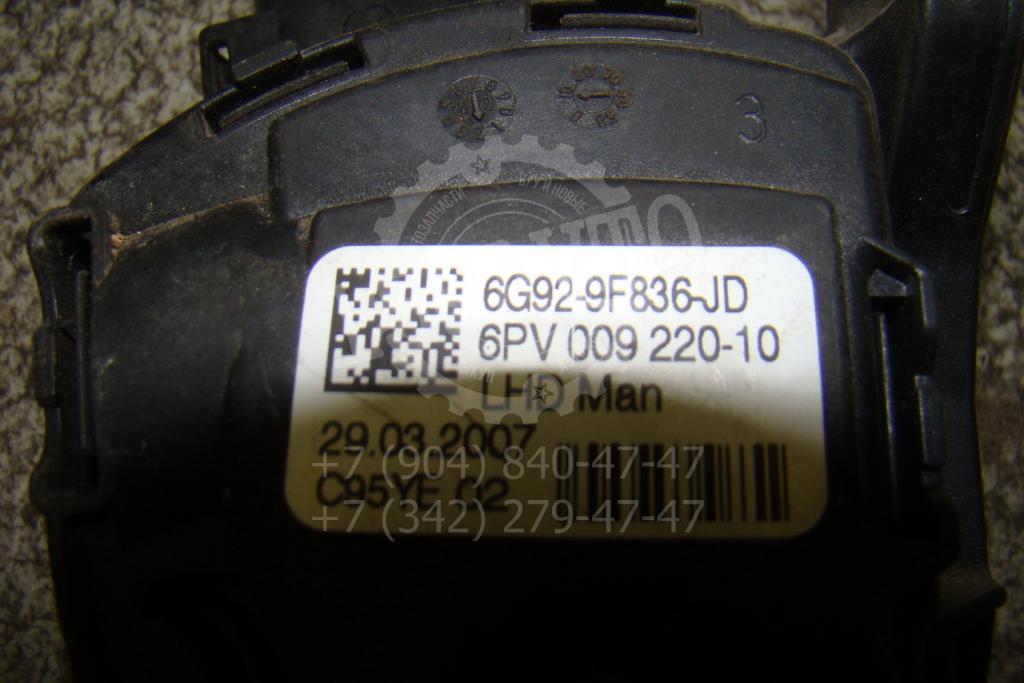 3
6G92-9F836-JD
6PV 009 220-10
LHD Man
29.03.2007
C95YE 02
+7 (904) 840-47-47
+7 (342) 279-47-47